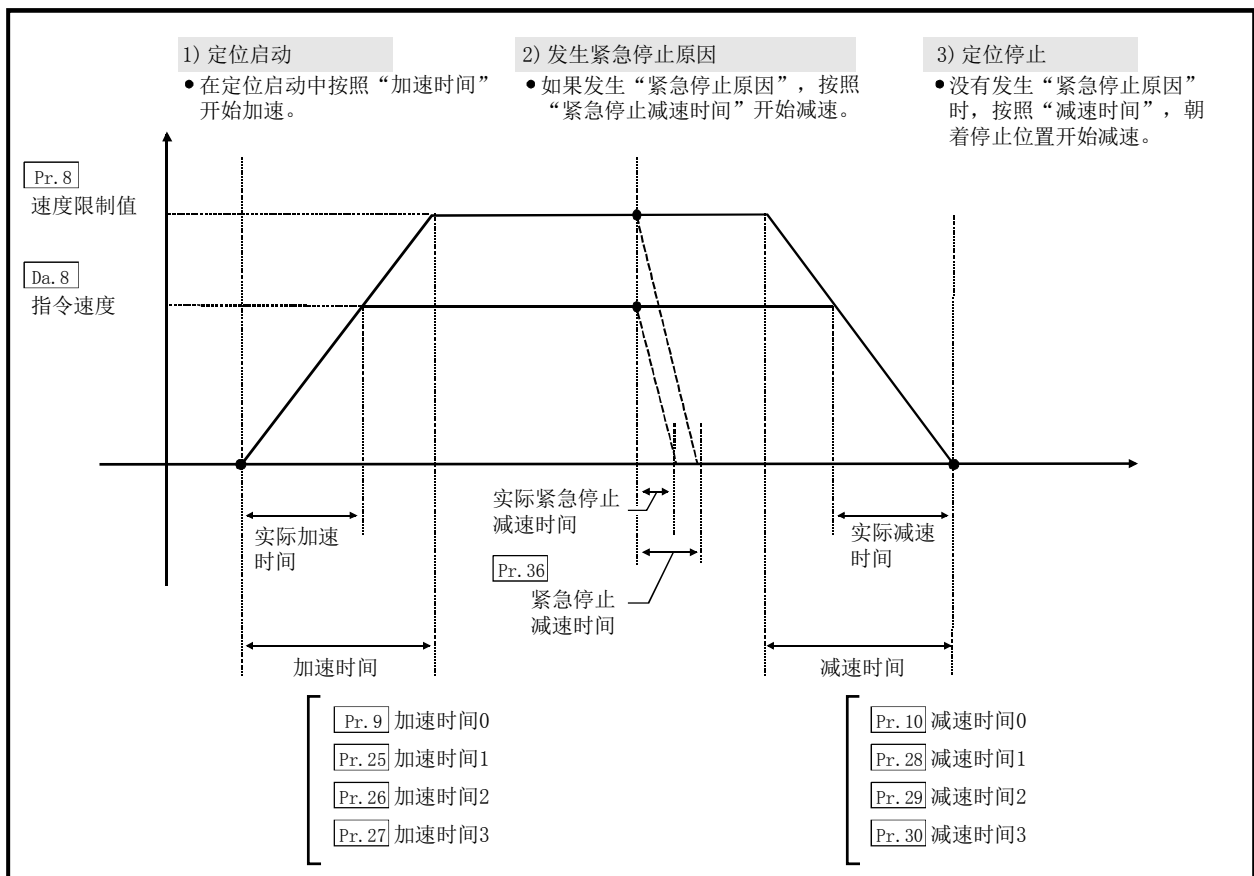 1) 定位启动
● 在定位启动中按照“加速时间”
开始加速。
2) 发生紧急停止原因
● 如果发生“紧急停止原因”，按照
“紧急停止减速时间”开始减速。
3) 定位停止
● 没有发生“紧急停止原因”
时，按照“减速时间”，朝
着停止位置开始减速。
Pr.8
速度限制值
Da.8
指令速度
实际加速
时间
实际紧急停止
减速时间
实际减速
时间
Pr.36
紧急停止
减速时间
加速时间
减速时间
Pr.9 加速时间0
Pr.25 加速时间1
Pr.26 加速时间2
Pr.27 加速时间3
Pr.10 减速时间0
Pr.28 减速时间1
Pr.29 减速时间2
Pr.30 减速时间3